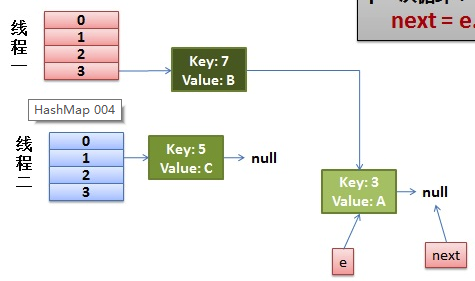 next = e.
线程一
0
1
2
3
Key: 7
Value: B
HashMap 004
线程二
0
1
2
3
Key: 5
Value: C
null
Key: 3
Value: A
null
e
next